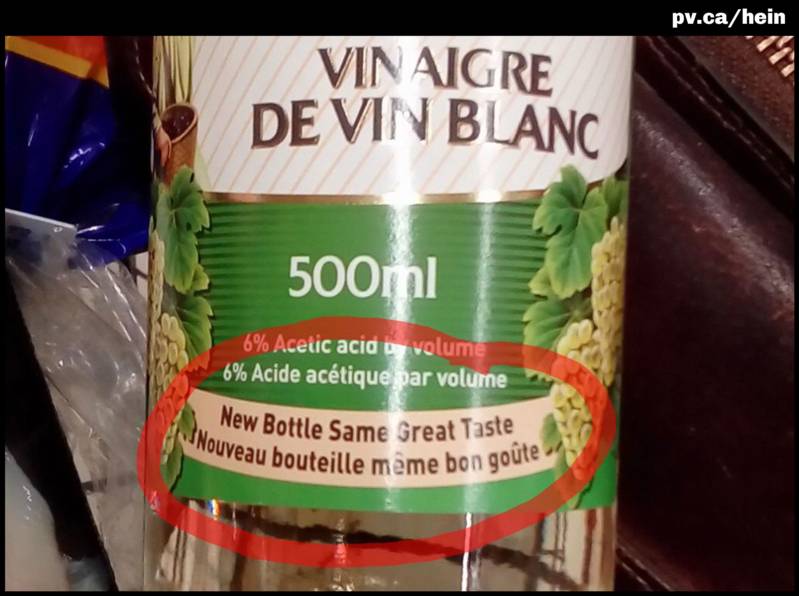 pv.ca/hein
VINAIGRE
DE VIN BLANC
500ml
6% Acetic acid by volume
6% Acide acétique par volume
New Bottle Same Great Taste
Nouveau bouteille même bon goûte